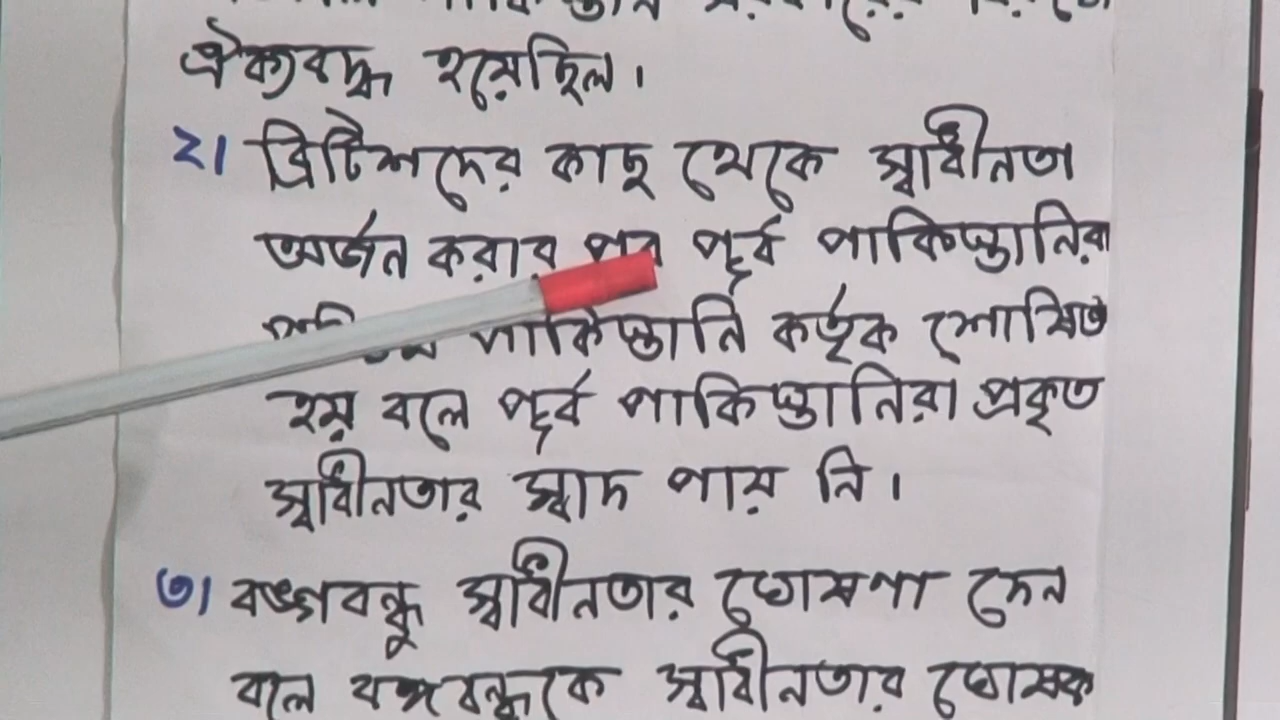 ঐক্যবদ্ধ হয়েছিল।
২। ব্রিটিশদের কাছ থেকে স্বাধীনতা
অর্জন করার পর পূর্ব পাকিস্তানিরা
পাকিস্তানি কর্তৃক শোষিত
হয় বলে পূর্ব পাকিস্তানিরা প্রকৃত
স্বাধীনতার স্বাদ পায় নি।
৩। বঙ্গবন্ধু স্বাধীনতার ঘোষণা দেন
বলে বঙ্গবন্ধুকে স্বাধীনতার ঘোষক